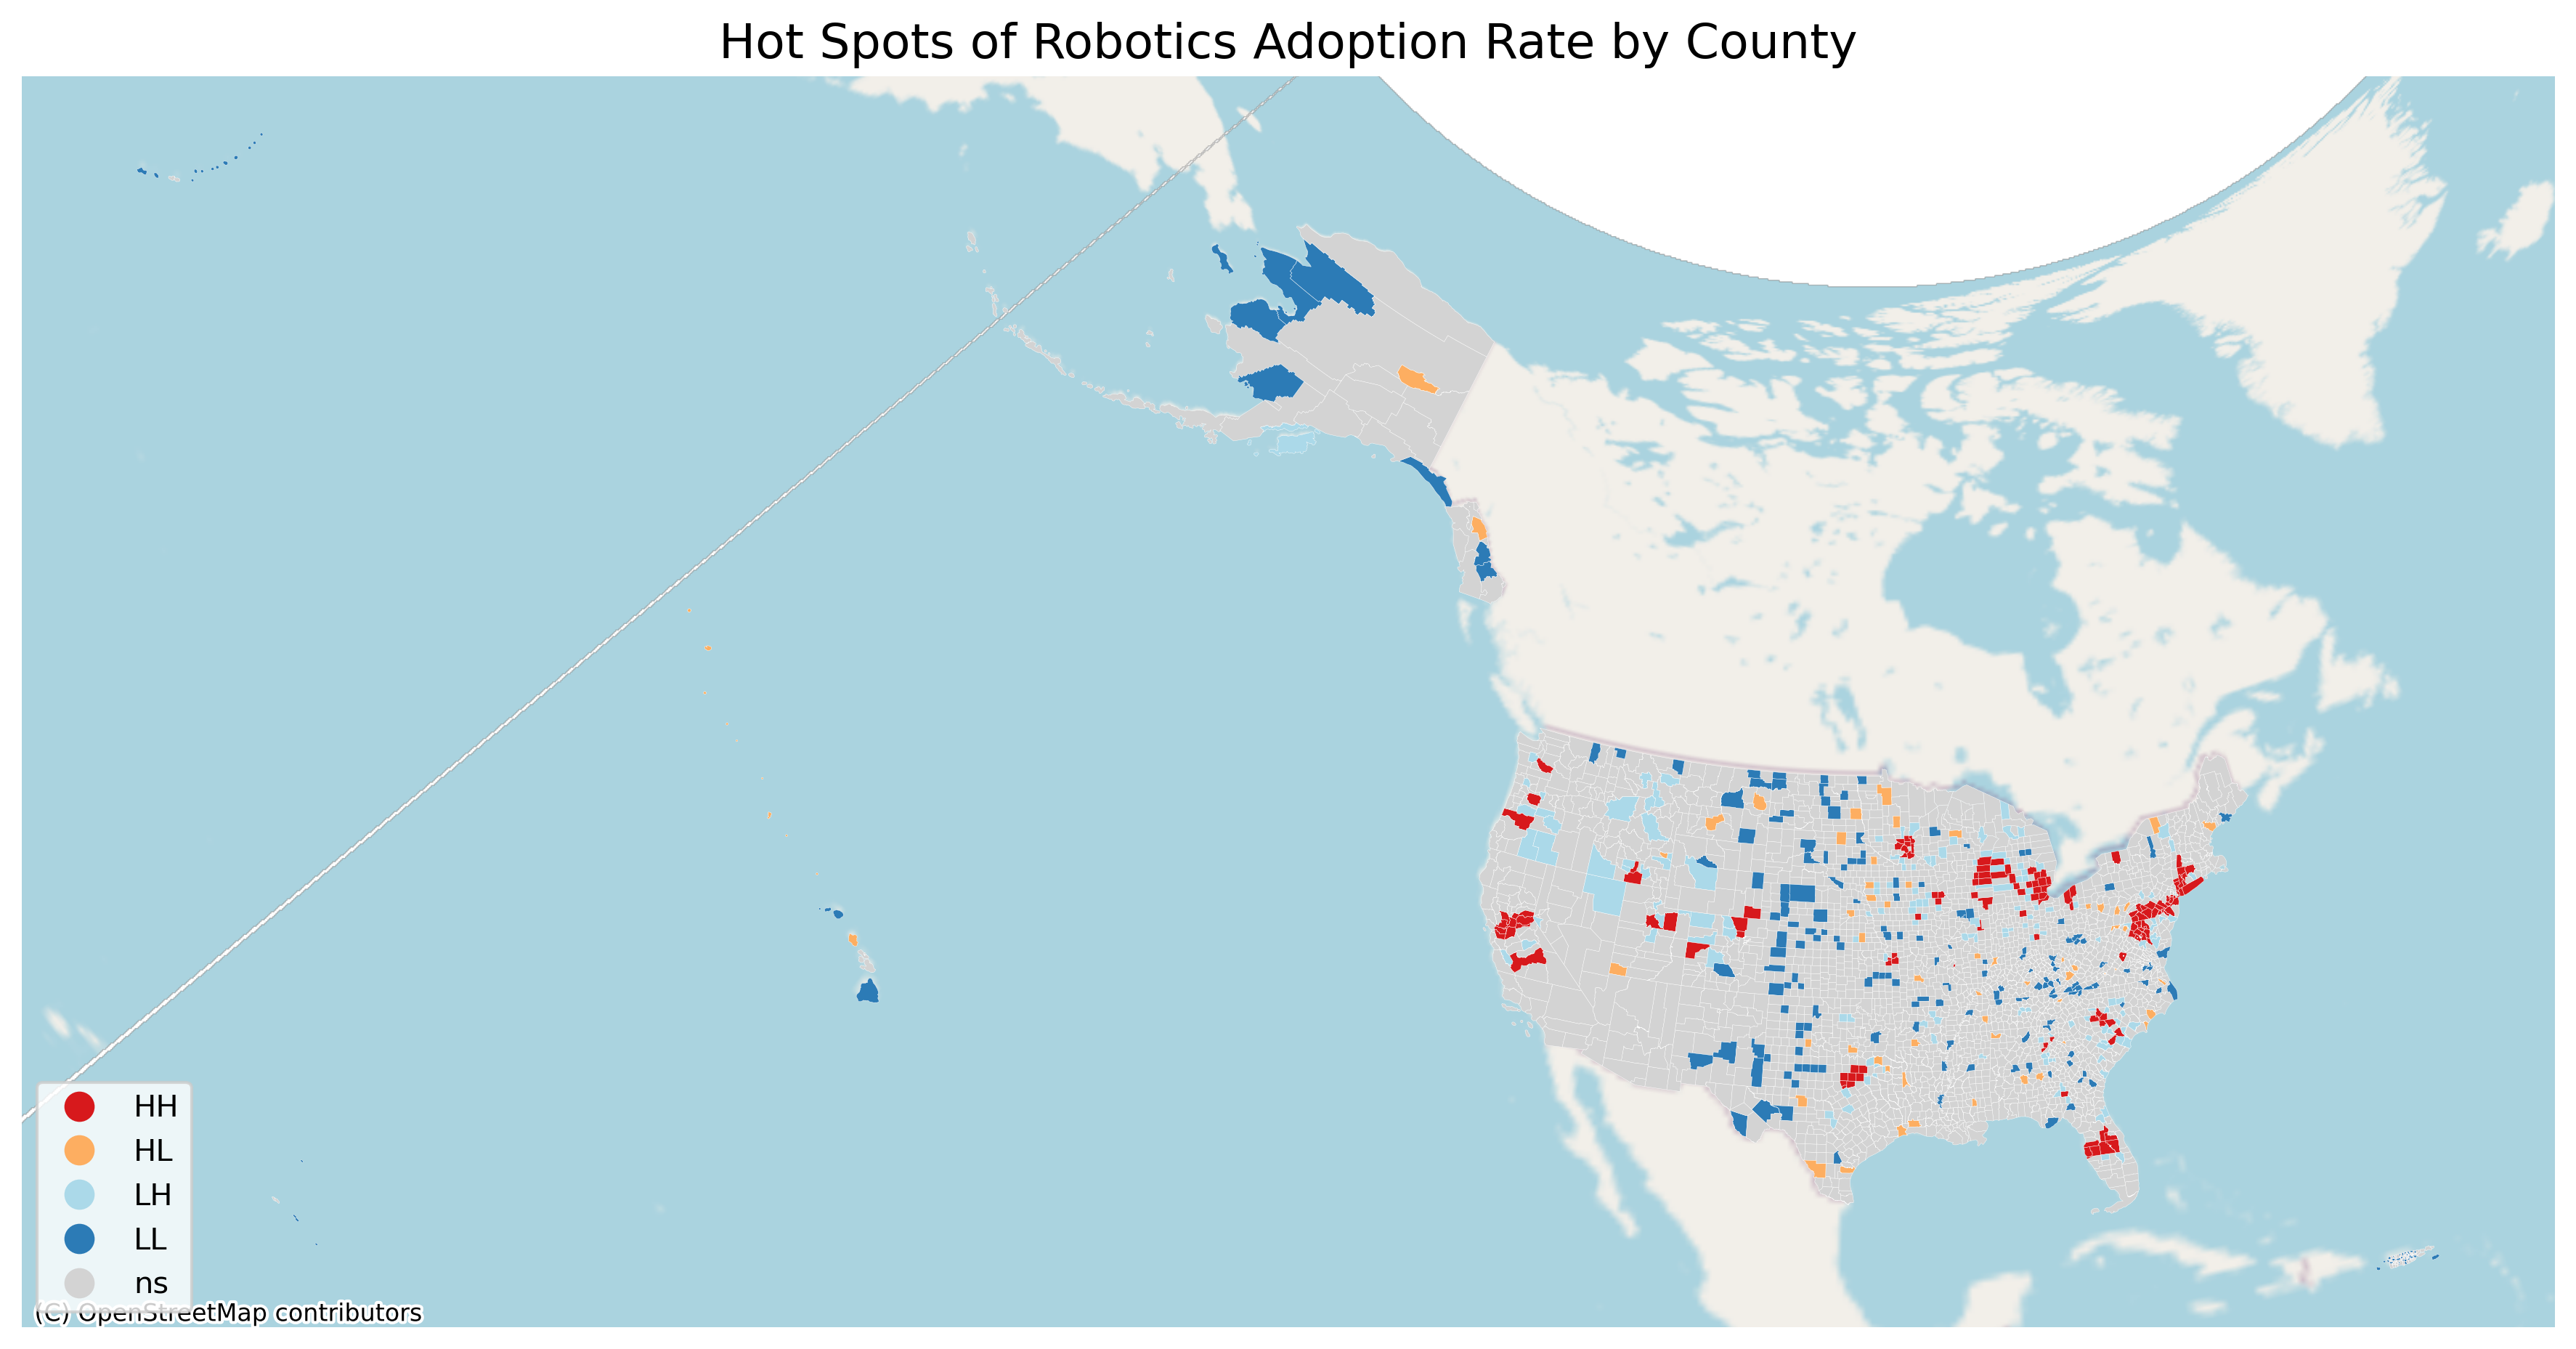 Hot Spots of Robotics Adoption Rate by County
HH
HL
LH
LL
ns
(C) OpenStreetMap contributors